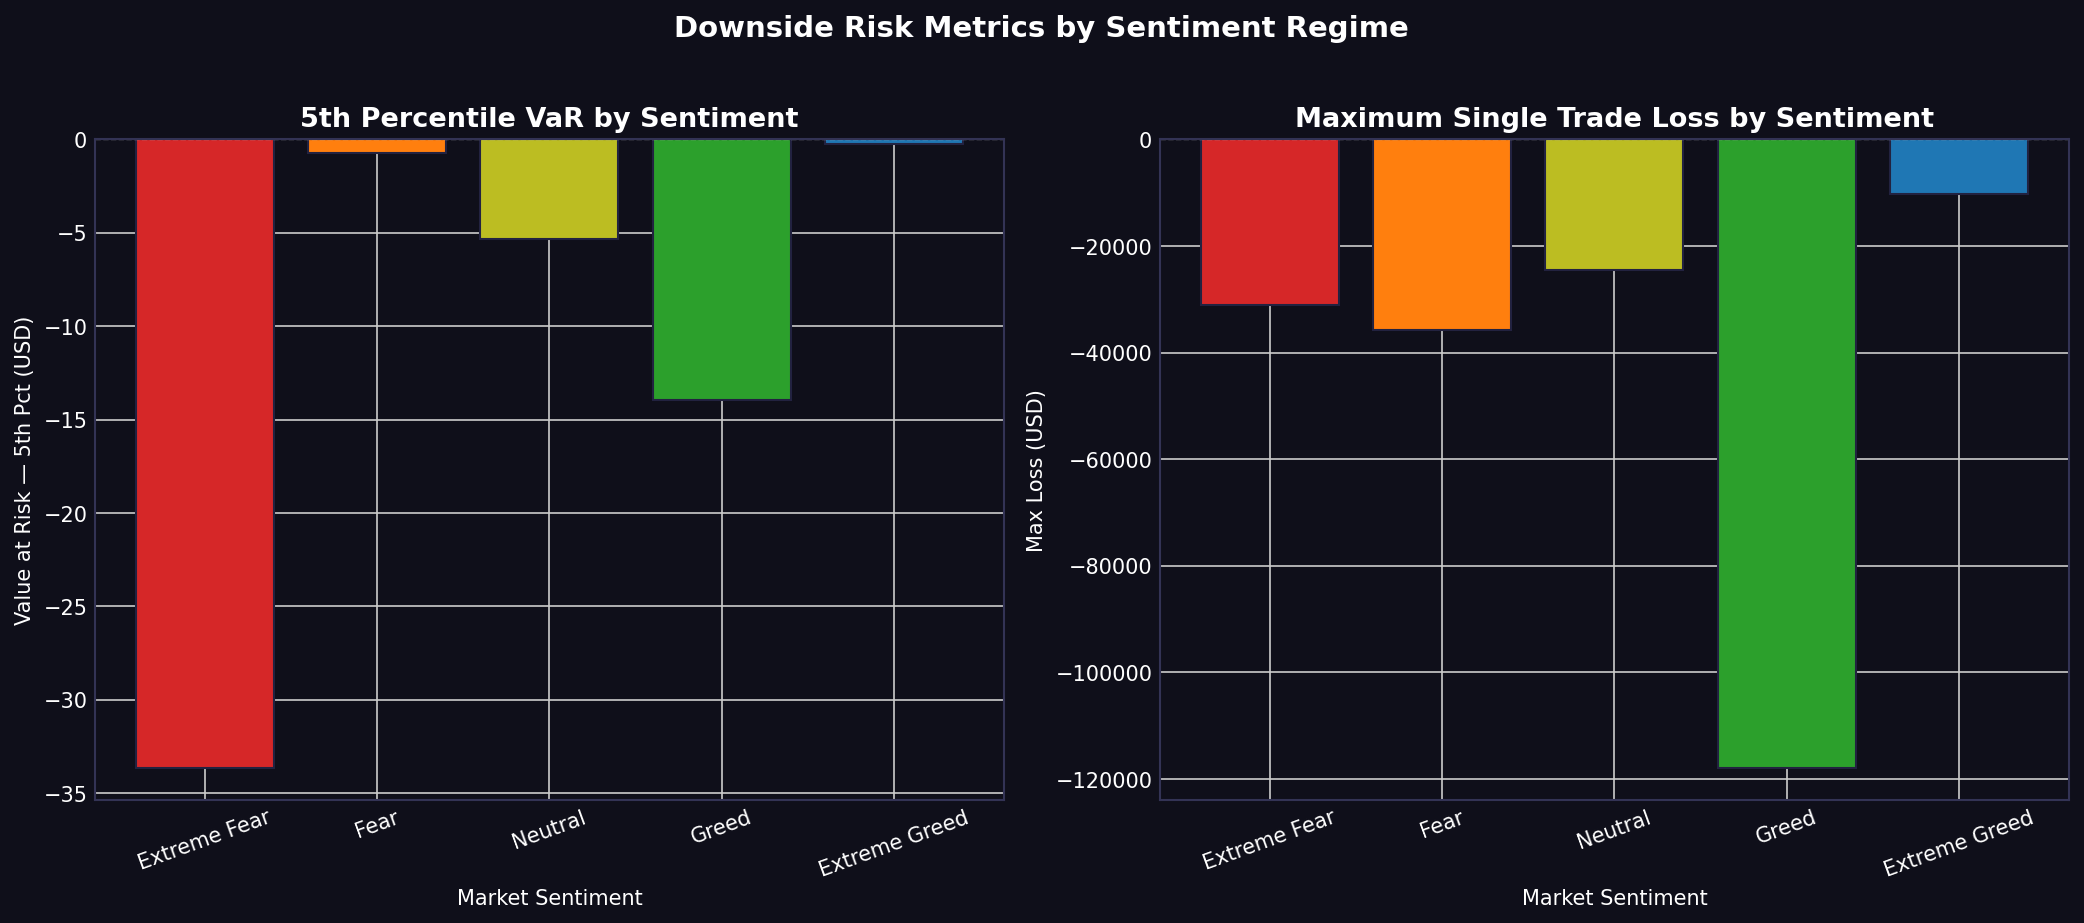 Downside Risk Metrics by Sentiment Regime
5th Percentile VaR by Sentiment
Value at Risk — 5th Pct (USD)
0
−5
−10
−15
−20
−25
−30
−35
Extreme Fear
Fear
Neutral
Greed
Extreme Greed
Market Sentiment
Maximum Single Trade Loss by Sentiment
Max Loss (USD)
0
−20000
−40000
−60000
−80000
−100000
−120000
Extreme Fear
Fear
Neutral
Greed
Extreme Greed
Market Sentiment